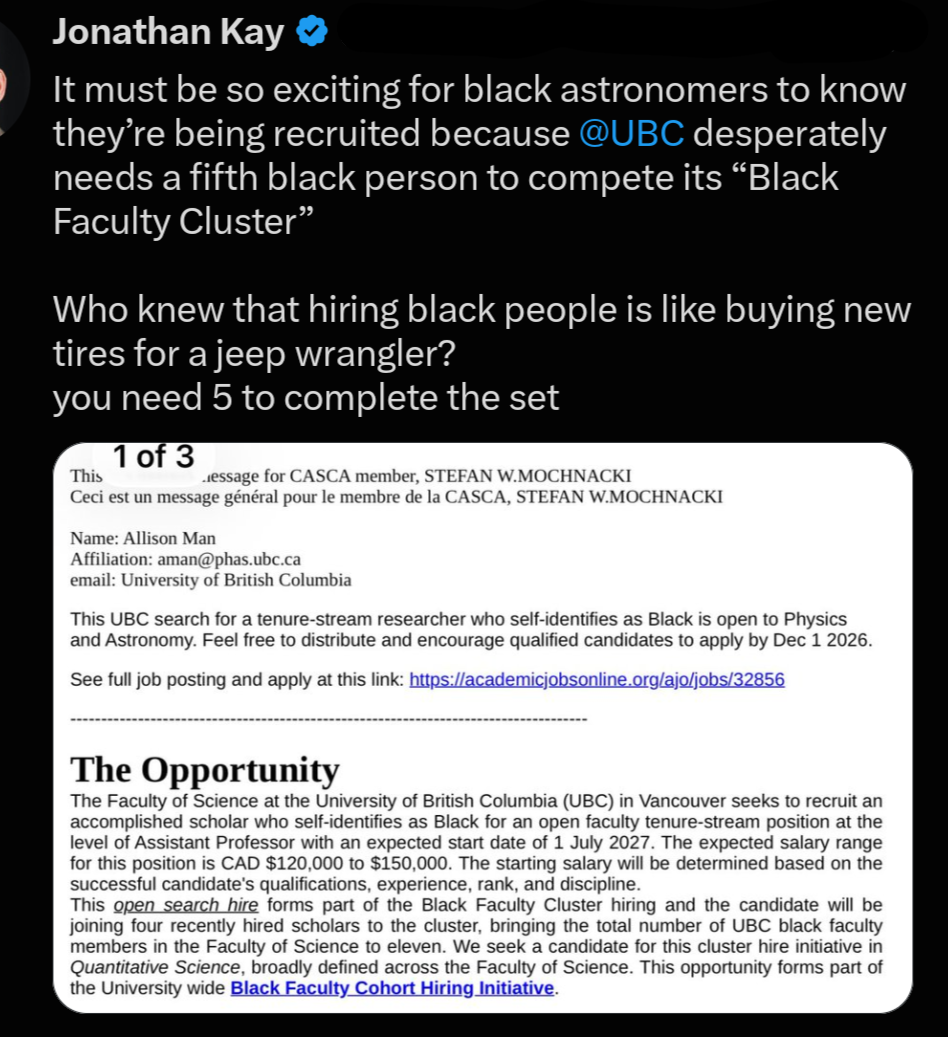 Jonathan Kay
It must be so exciting for black astronomers to know
they’re being recruited because @UBC desperately
needs a fifth black person to compete its “Black
Faculty Cluster”
Who knew that hiring black people is like buying new
tires for a jeep wrangler?
you need 5 to complete the set
1 of 3
This essage for CASCA member, STEFAN W.MOCHNACKI
Ceci est un message général pour le membre de la CASCA, STEFAN W.MOCHNACKI
Name: Allison Man
Affiliation: aman@phas.ubc.ca
email: University of British Columbia
This UBC search for a tenure-stream researcher who self-identifies as Black is open to Physics
and Astronomy. Feel free to distribute and encourage qualified candidates to apply by Dec 1 2026.
See full job posting and apply at this link: https://academicjobsonline.org/ajo/jobs/32856
--------------------------------------------------------------------------------
The Opportunity
The Faculty of Science at the University of British Columbia (UBC) in Vancouver seeks to recruit an
accomplished scholar who self-identifies as Black for an open faculty tenure-stream position at the
level of Assistant Professor with an expected start date of 1 July 2027. The expected salary range
for this position is CAD $120,000 to $150,000. The starting salary will be determined based on the
successful candidate's qualifications, experience, rank, and discipline.
This open search hire forms part of the Black Faculty Cluster hiring and the candidate will be
joining four recently hired scholars to the cluster, bringing the total number of UBC black faculty
members in the Faculty of Science to eleven. We seek a candidate for this cluster hire initiative in
Quantitative Science, broadly defined across the Faculty of Science. This opportunity forms part of
the University wide Black Faculty Cohort Hiring Initiative.